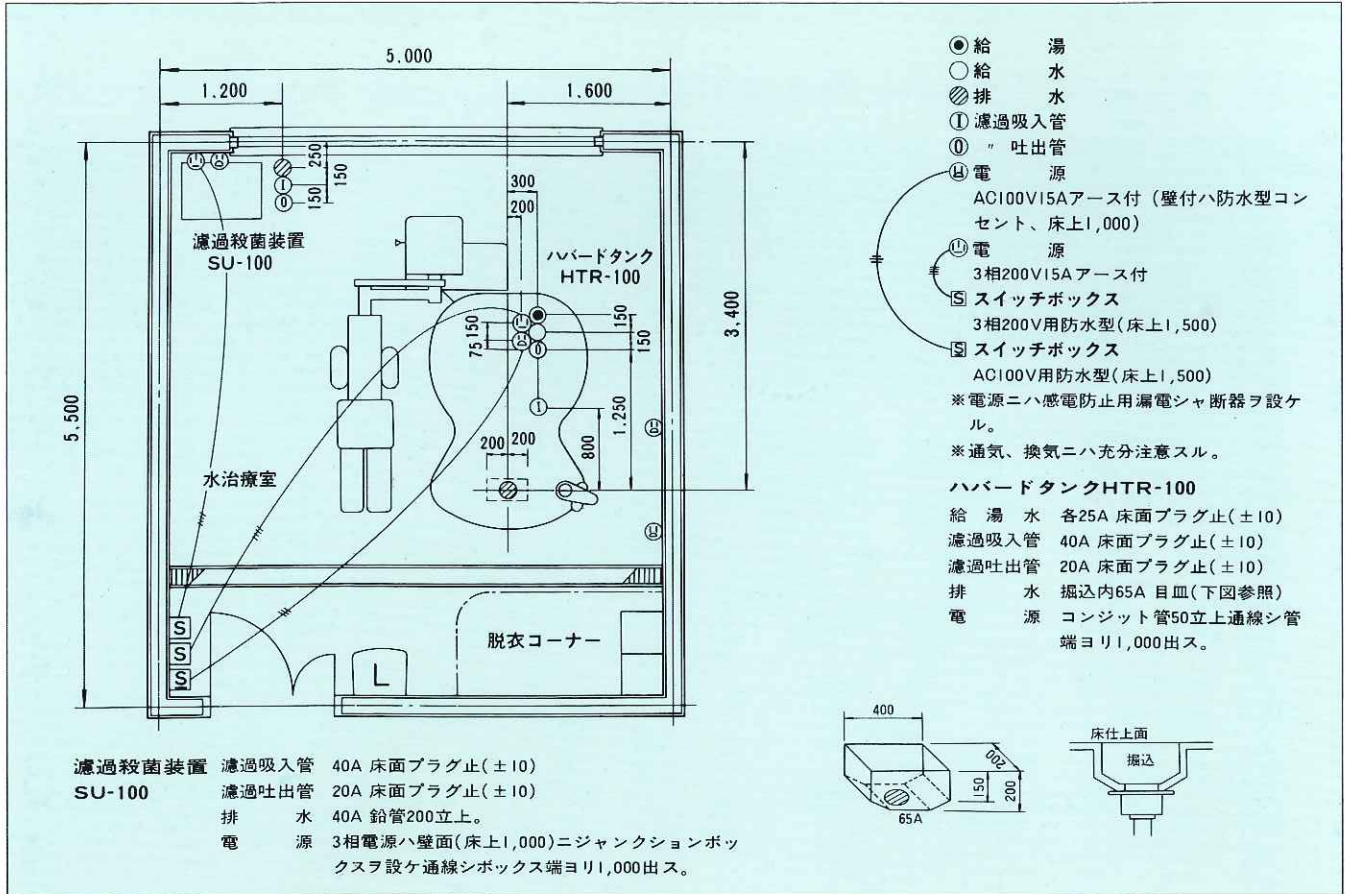 5.000
1.200
1.600
250
150
150
300
200
濾過殺菌装置
SU-100
ハバードタンク
HTR-100
150
75
150
150
3,400
5,500
1.250
800
200
200
水治療室
S
S
S
L
脱衣コーナー
給湯
給水
排水
I 濾過吸入管
O 〃 吐出管
電源
AC100V15Aアース付(壁付ハ防水型コン
セント、床上1,000)
電源
3相200V15Aアース付
S スイッチボックス
3相200V用防水型(床上1,500)
S スイッチボックス
AC100V用防水型(床上1,500)
※電源ニハ感電防止用漏電シャ断器ヲ設ケ
ル。
※通気、換気ニハ充分注意スル。
ハバードタンクHTR-100
給湯水 各25A 床面プラグ止(±10)
濾過吸入管 40A 床面プラグ止(±10)
濾過吐出管 20A 床面プラグ止(±10)
排水 掘込内65A 目皿(下図参照)
電源 コンジット管50立上通線シ管
端ヨリ1,000出ス。
400
200
150
200
65A
床仕上面
掘込
濾過殺菌装置 濾過吸入管 40A 床面プラグ止(±10)
SU-100 濾過吐出管 20A 床面プラグ止(±10)
排水 40A 鉛管200立上。
電源 3相電源ハ壁面(床上1,000)ニジャンクションボッ
クスヲ設ケ通線シボックス端ヨリ1,000出ス。